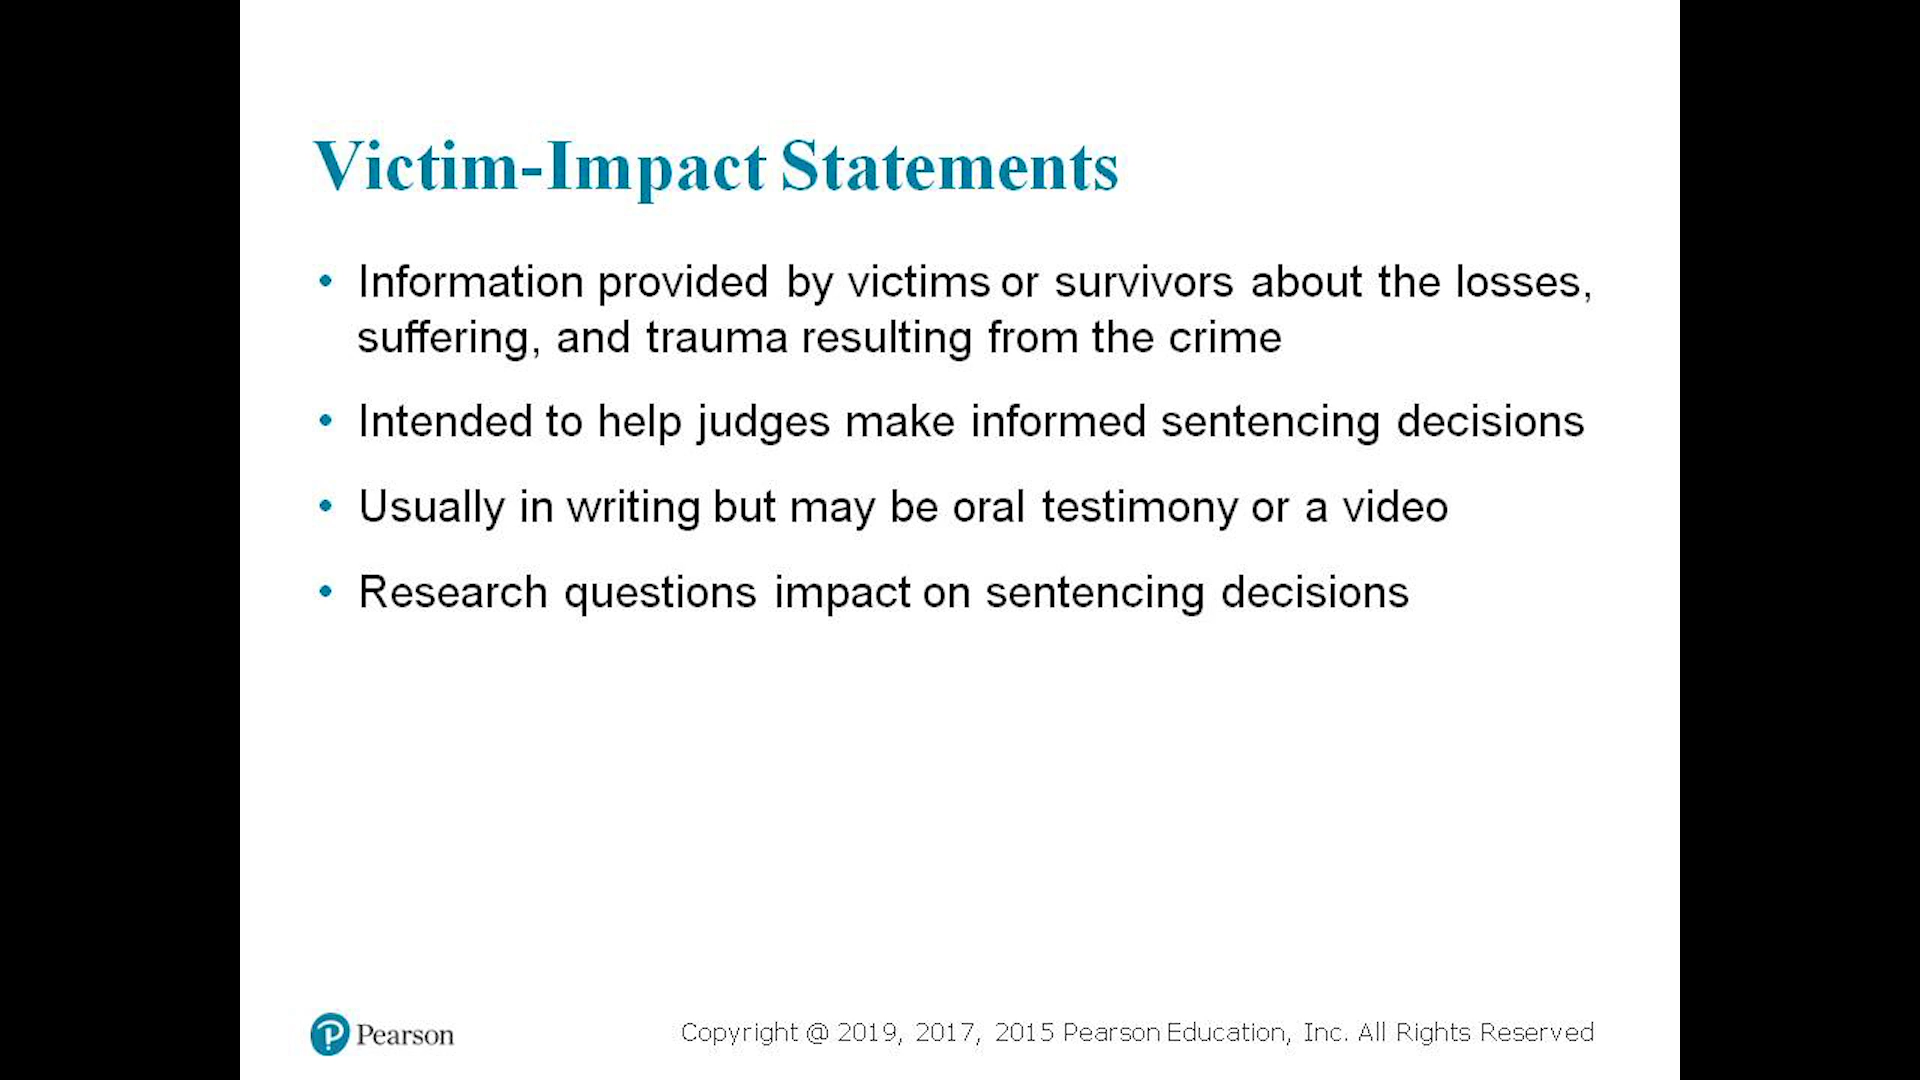 Victim-Impact Statements
• Information provided by victims or survivors about the losses,
suffering, and trauma resulting from the crime
• Intended to help judges make informed sentencing decisions
• Usually in writing but may be oral testimony or a video
• Research questions impact on sentencing decisions
Pearson
Copyright @ 2019, 2017, 2015 Pearson Education, Inc. All Rights Reserved